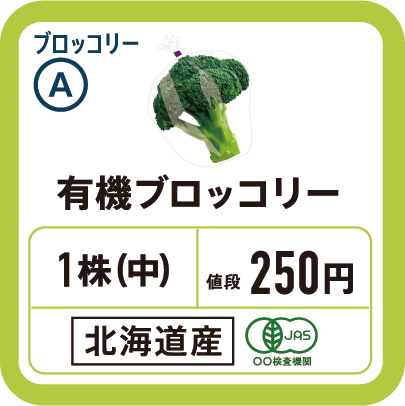 ブロッコリー
A
有機ブロッコリー
1株(中)
値段 250円
北海道産
JAS
〇〇検査機関